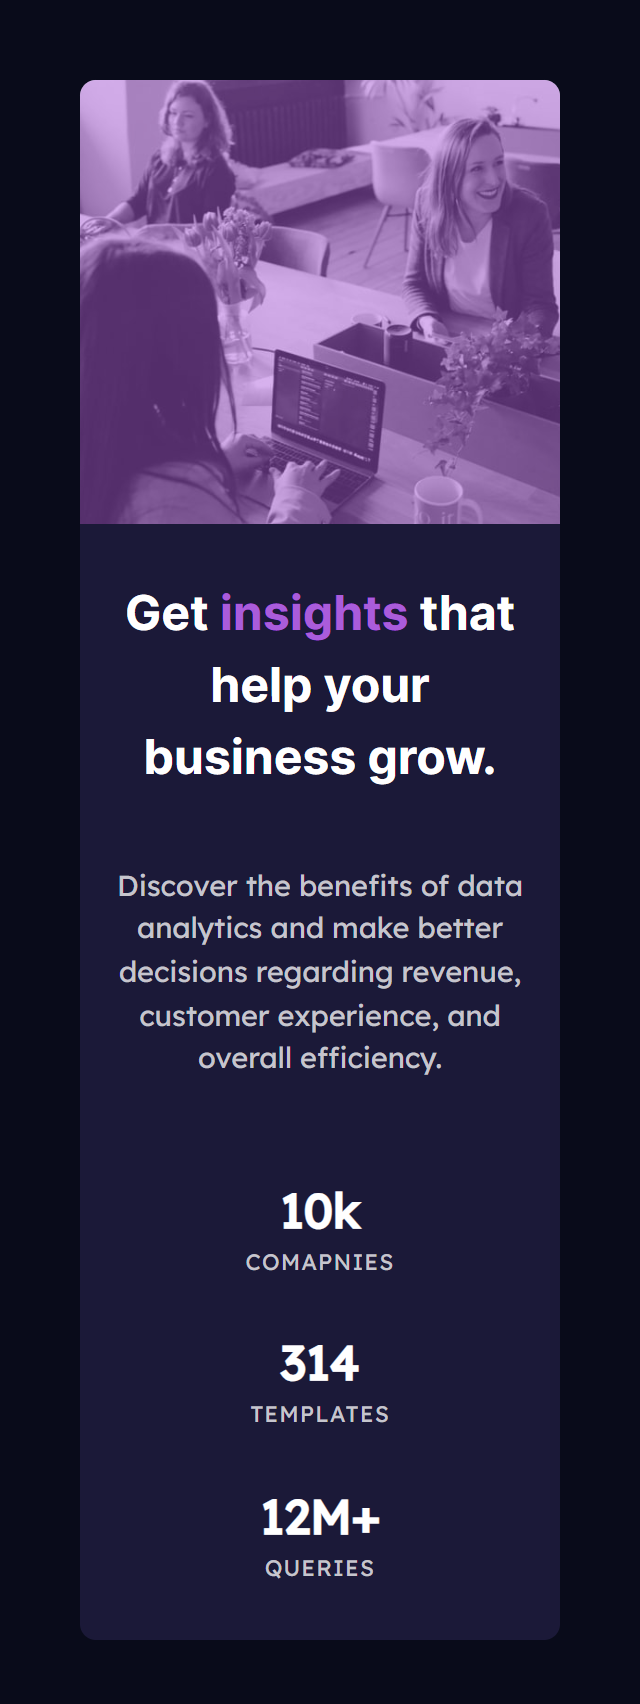 Get insights that
help your
business grow.
Discover the benefits of data
analytics and make better
decisions regarding revenue,
customer experience, and
overall efficiency.
10k
COMAPNIES
314
TEMPLATES
12M+
QUERIES